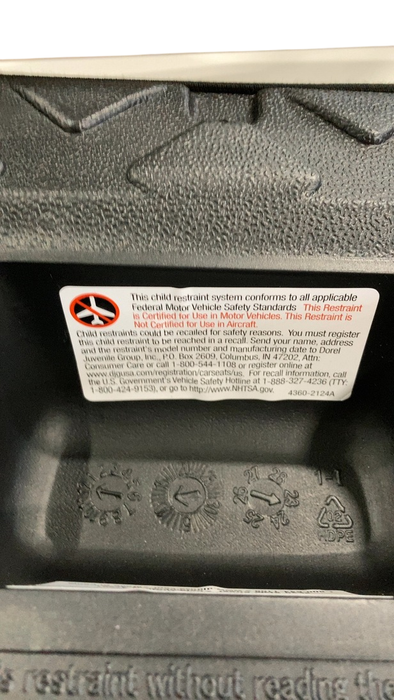 This child restraint system conforms to all applicable
Federal Motor Vehicle Safety Standards This Restraint
is Certified for Use in Motor Vehicles. This Restraint is
Not Certified for Use in Aircraft.
Child restraints could be recalled for safety reasons. You must register
this child restraint to be reached in a recall. Send your name, address
and the restraint's model number and manufacturing date to Dorel
Juvenile Group, Inc., P.O. Box 2609, Columbus, IN 47202, Attn:
Consumer Care or call 1-800-544-1108 or register online at
www.djgusa.com/registration/carseats/us. For recall information, call
the U.S. Government's Vehicle Safety Hotline at 1-888-327-4236 (TTY:
1-800-424-9153), or go to http://www.NHTSA.gov.
4360-2124A
HDPE
restraint without reading the